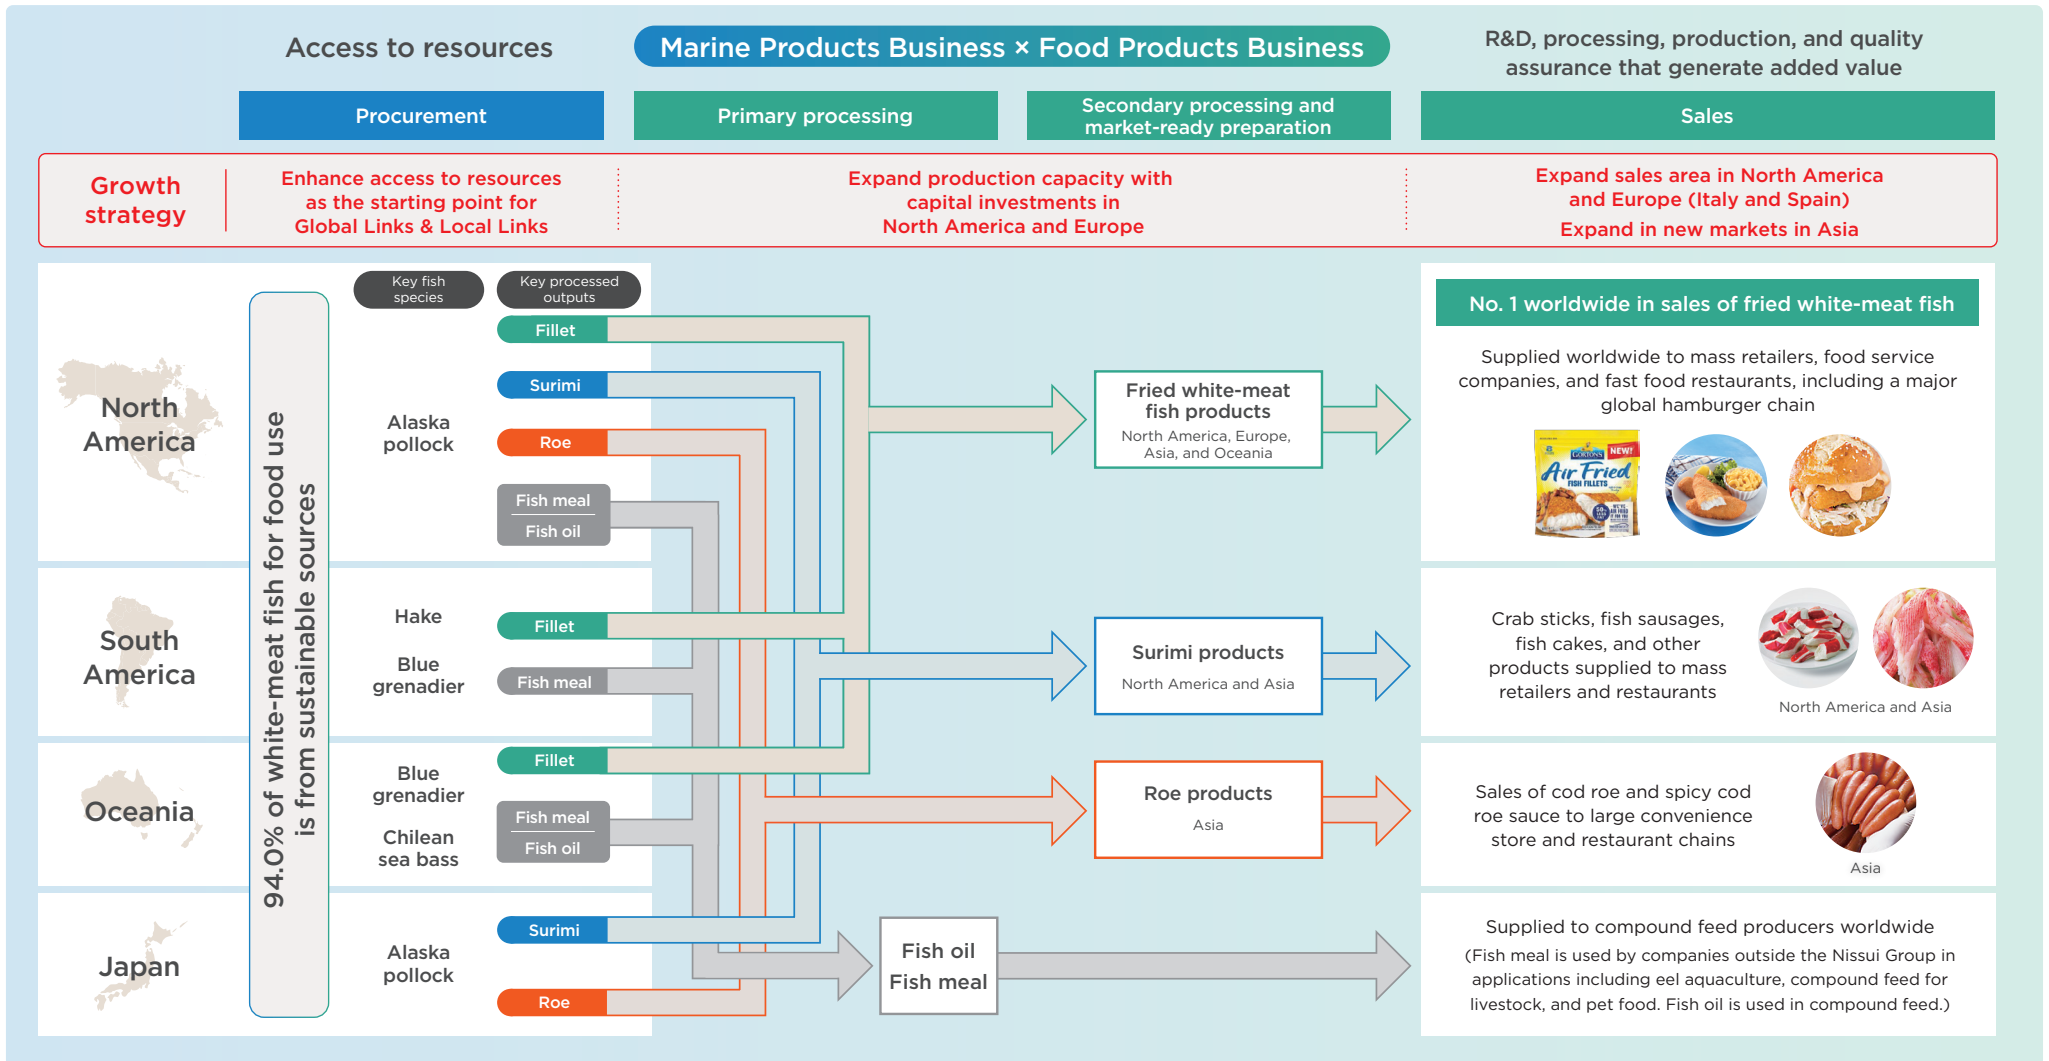 Access to resources
Marine Products Business × Food Products Business
R&D, processing, production, and quality
assurance that generate added value
Procurement
Primary processing
Secondary processing and
market-ready preparation
Sales
Growth
strategy
Enhance access to resources
as the starting point for
Global Links & Local Links
Expand production capacity with
capital investments in
North America and Europe
Expand sales area in North America
and Europe (Italy and Spain)
Expand in new markets in Asia
Key fish
species
Key processed
outputs
94.0% of white-meat fish for food use
is from sustainable sources
North
America
Alaska
pollock
Fillet
Surimi
Roe
Fish meal
Fish oil
South
America
Hake
Blue
grenadier
Fillet
Fish meal
Oceania
Blue
grenadier
Chilean
sea bass
Fillet
Fish meal
Fish oil
Japan
Alaska
pollock
Surimi
Roe
Fried white-meat
fish products
North America, Europe,
Asia, and Oceania
Surimi products
North America and Asia
Roe products
Asia
Fish oil
Fish meal
No. 1 worldwide in sales of fried white-meat fish
Supplied worldwide to mass retailers, food service
companies, and fast food restaurants, including a major
global hamburger chain
GORTON'S
NEW!
Air Fried
FISH FILLETS
Crab sticks, fish sausages,
fish cakes, and other
products supplied to mass
retailers and restaurants
North America and Asia
Sales of cod roe and spicy cod
roe sauce to large convenience
store and restaurant chains
Asia
Supplied to compound feed producers worldwide
(Fish meal is used by companies outside the Nissui Group in
applications including eel aquaculture, compound feed for
livestock, and pet food. Fish oil is used in compound feed.)